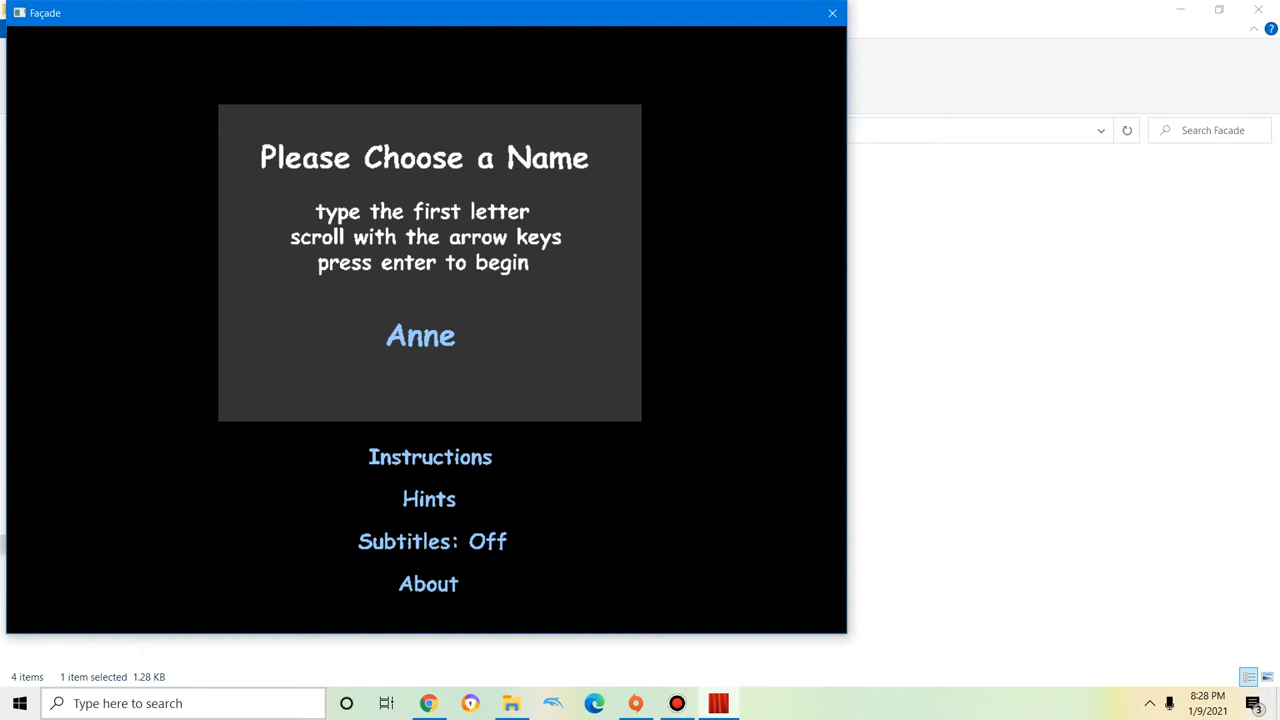 Façade
Please Choose a Name
type the first letter
scroll with the arrow keys
press enter to begin
Anne
Instructions
Hints
Subtitles: Off
About
Search Facade
4 items 1 item selected 1.28 KB
Type here to search
8:28 PM
1/9/2021
3